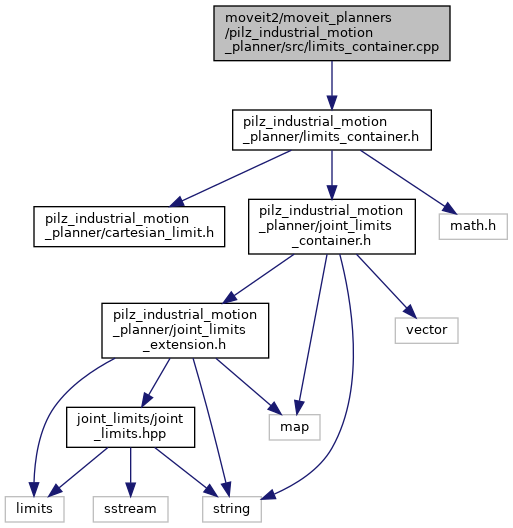 moveit2/moveit_planners
/pilz_industrial_motion
_planner/src/limits_container.cpp
pilz_industrial_motion
_planner/limits_container.h
pilz_industrial_motion
_planner/cartesian_limit.h
pilz_industrial_motion
_planner/joint_limits
_container.h
math.h
pilz_industrial_motion
_planner/joint_limits
_extension.h
vector
joint_limits/joint
_limits.hpp
map
limits
sstream
string